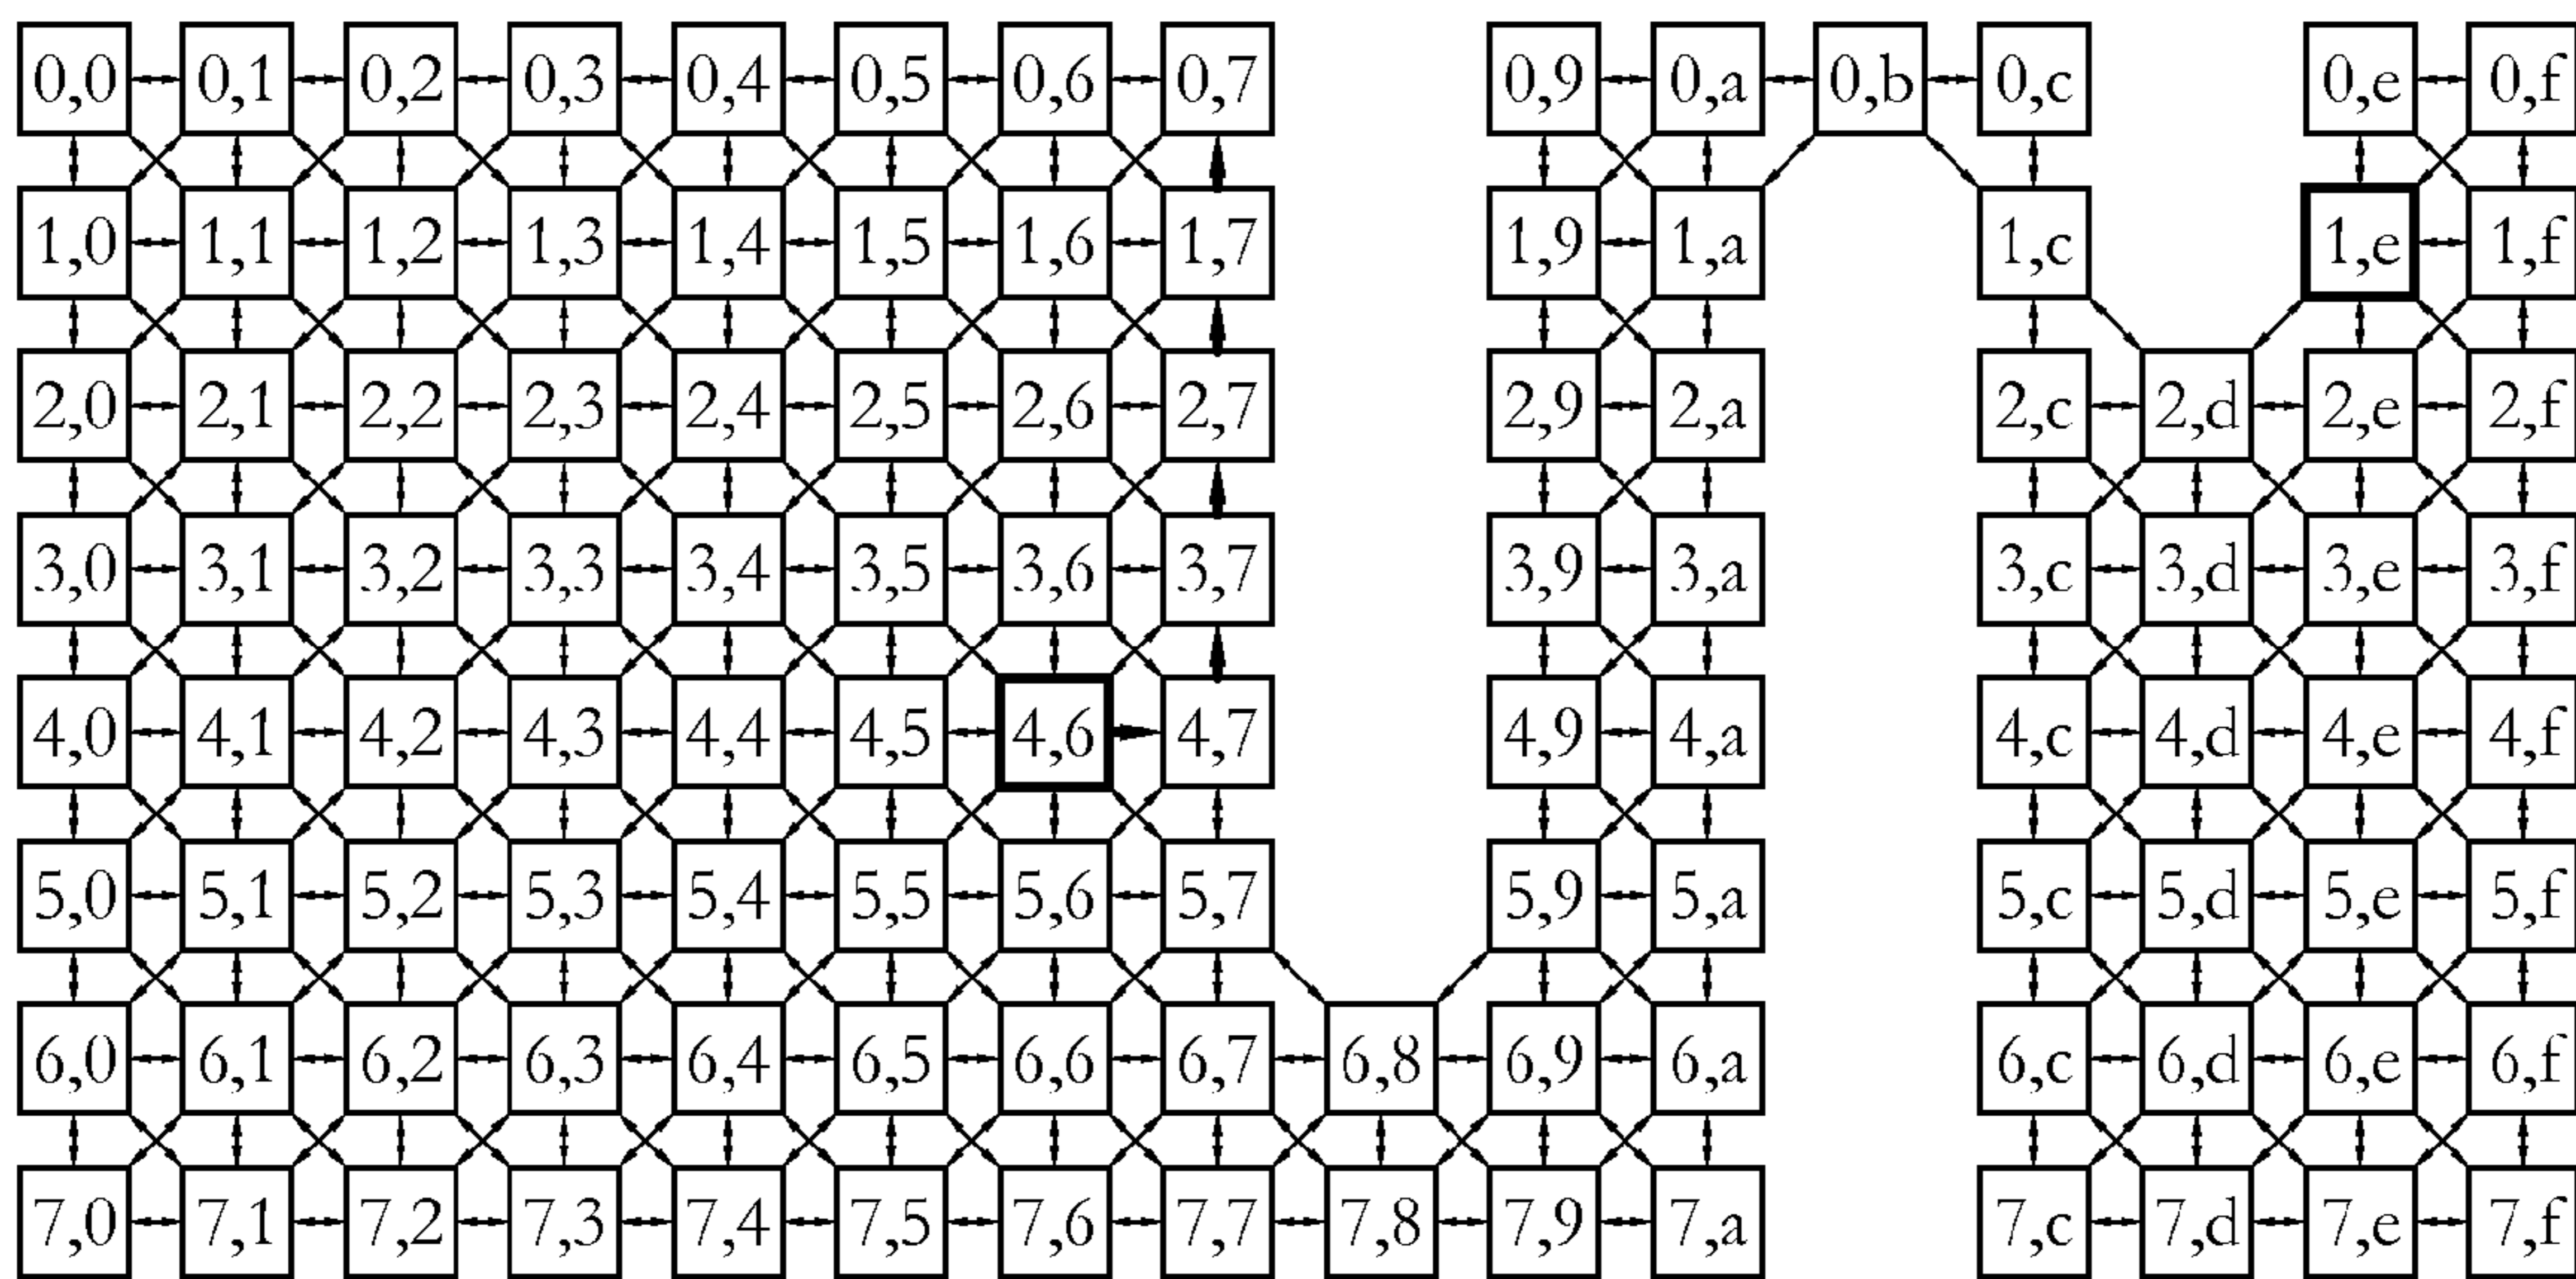 0,0 0,1 0,2 0,3 0,4 0,5 0,6 0,7 0,9 0,a 0,b 0,c 0,e 0,f
1,0 1,1 1,2 1,3 1,4 1,5 1,6 1,7 1,9 1,a 1,c 1,e 1,f
2,0 2,1 2,2 2,3 2,4 2,5 2,6 2,7 2,9 2,a 2,c 2,d 2,e 2,f
3,0 3,1 3,2 3,3 3,4 3,5 3,6 3,7 3,9 3,a 3,c 3,d 3,e 3,f
4,0 4,1 4,2 4,3 4,4 4,5 4,6 4,7 4,9 4,a 4,c 4,d 4,e 4,f
5,0 5,1 5,2 5,3 5,4 5,5 5,6 5,7 5,9 5,a 5,c 5,d 5,e 5,f
6,0 6,1 6,2 6,3 6,4 6,5 6,6 6,7 6,8 6,9 6,a 6,c 6,d 6,e 6,f
7,0 7,1 7,2 7,3 7,4 7,5 7,6 7,7 7,8 7,9 7,a 7,c 7,d 7,e 7,f